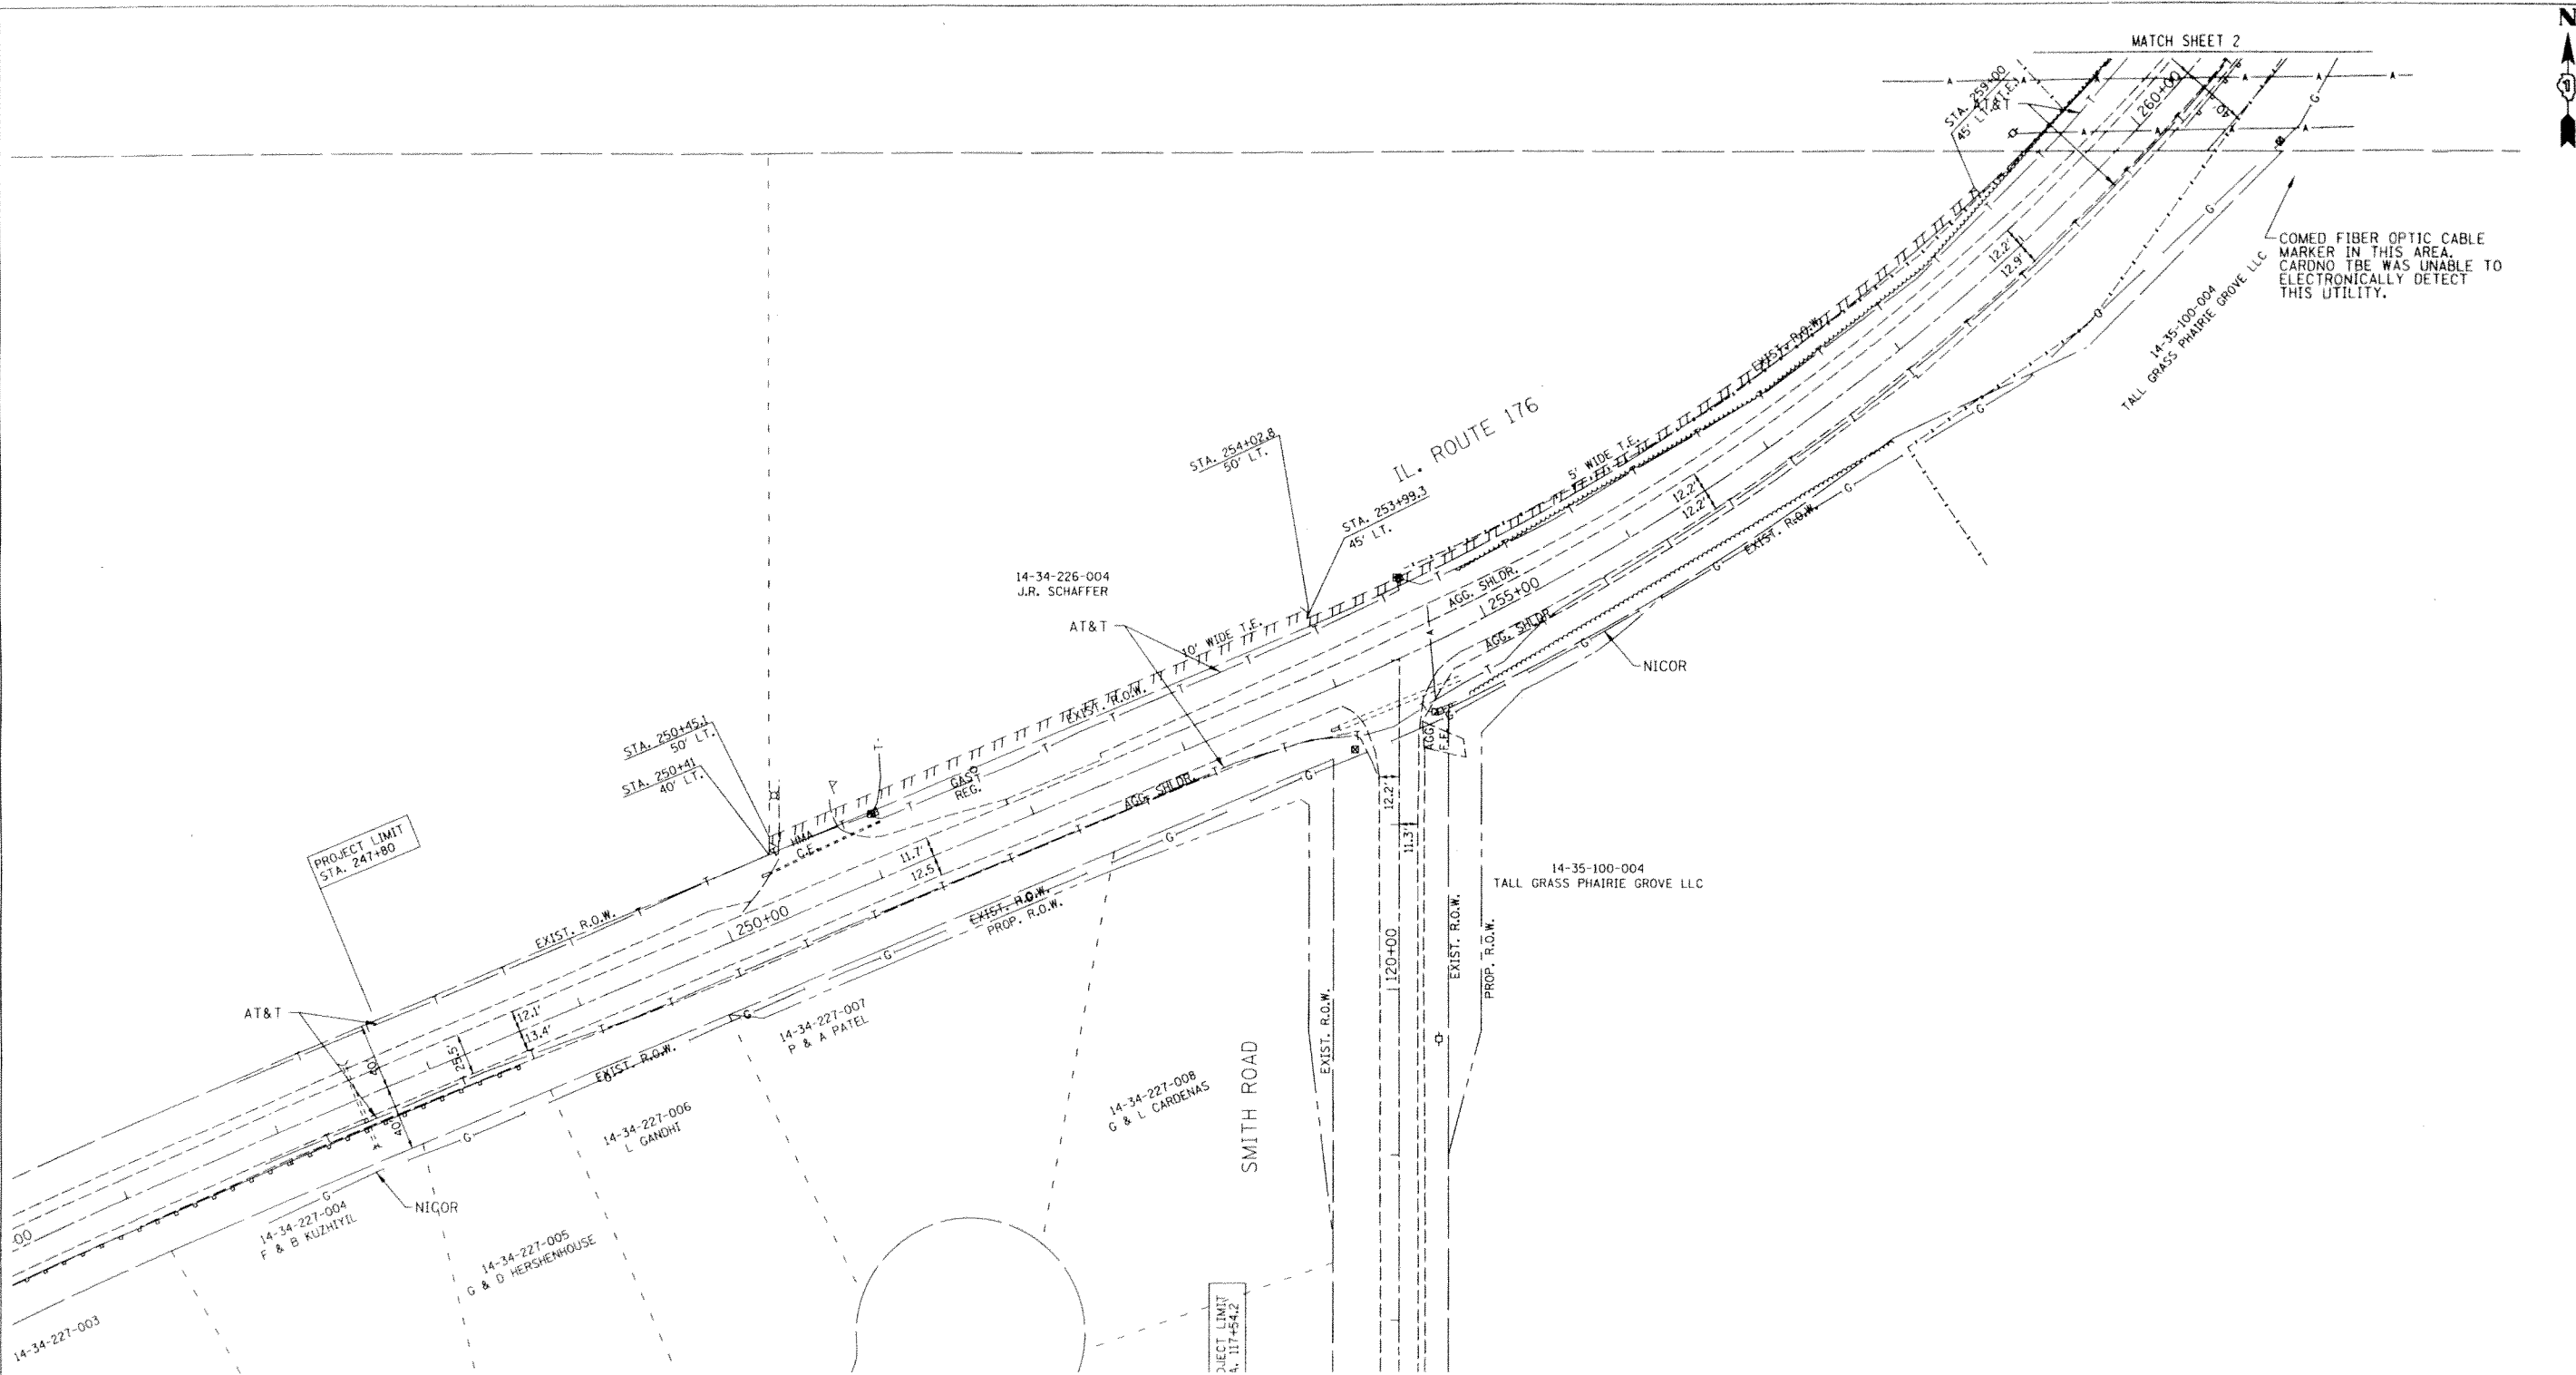 N
MATCH SHEET 2
STA. 259+00
45' LT.
AT&T
260+00
40'
COMED FIBER OPTIC CABLE
MARKER IN THIS AREA.
CARDNO TBE WAS UNABLE TO
ELECTRONICALLY DETECT
THIS UTILITY.
14-35-100-004
TALL GRASS PHAIRIE GROVE LLC
12.2'
12.9'
EXIST. R.O.W.
IL. ROUTE 176
5' WIDE T.E.
STA. 254+02.8
50' LT.
STA. 253+99.3
45' LT.
12.2'
12.2'
EXIST. R.O.W.
14-34-226-004
J.R. SCHAFFER
AT&T
AGG. SHLDR.
255+00
AGG. SHLDR.
NICOR
10' WIDE T.E.
EXIST. R.O.W.
STA. 250+45.1
50' LT.
STA. 250+41
40' LT.
GAS
REG.
AGG. SHLDR.
HMA
C.E.
AGG
F.E.
12.2'
11.3'
PROJECT LIMIT
STA. 247+80
11.7'
12.5'
14-35-100-004
TALL GRASS PHAIRIE GROVE LLC
EXIST. R.O.W.
250+00
EXIST. R.O.W.
PROP. R.O.W.
120+00
EXIST. R.O.W.
PROP. R.O.W.
EXIST. R.O.W.
AT&T
12.1'
13.4'
25.5'
40'
40'
EXIST. R.O.W.
14-34-227-007
P & A PATEL
14-34-227-008
G & L CARDENAS
SMITH ROAD
14-34-227-006
L GANDHI
NICOR
14-34-227-004
F & B KUZHIYIL
14-34-227-005
G & D HERSHENHOUSE
14-34-227-003
OJECT LIMIT
A. 117+54.2